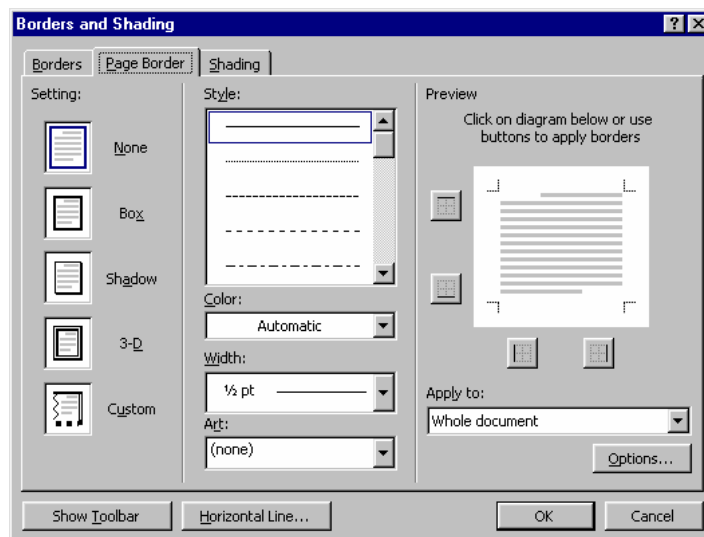 Borders and Shading
Borders
Page Border
Shading
Setting:
None
Box
Shadow
3-D
Custom
Style:
Color:
Automatic
Width:
½ pt
Art:
(none)
Preview
Click on diagram below or use
buttons to apply borders
Apply to:
Whole document
Options...
Show Toolbar
Horizontal Line...
OK
Cancel